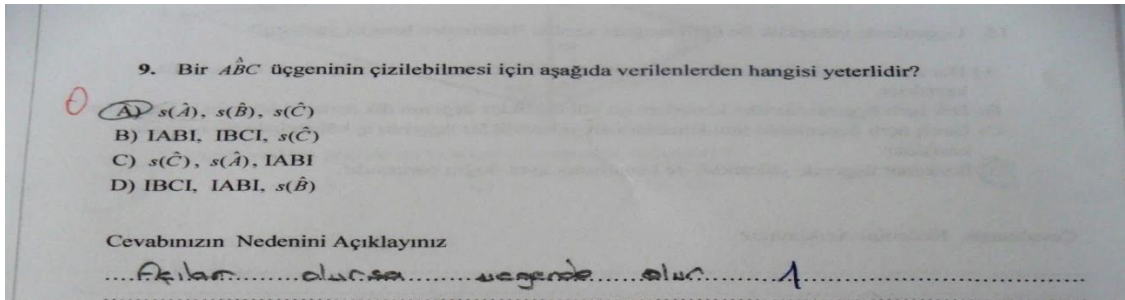 9. Bir AB̂C üçgeninin çizilebilmesi için aşağıda verilenlerden hangisi yeterlidir?
A) s(Â), s(B̂), s(Ĉ)
B) IABI, IBCI, s(Ĉ)
C) s(Ĉ), s(Â), IABI
D) IBCI, IABI, s(B̂)
Cevabınızın Nedenini Açıklayınız
Açılar olursa üçgende olur 1